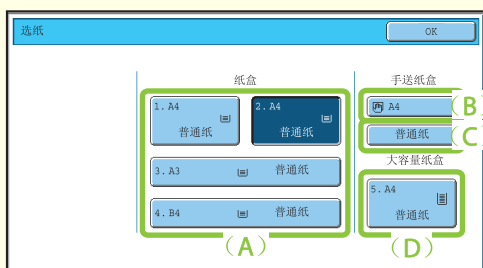 选纸
OK
纸盒
手送纸盒
1. A4
普通纸
2. A4
普通纸
A4
(B)
普通纸
(C)
3. A3
普通纸
大容量纸盒
4. B4
普通纸
5. A4
普通纸
(A)
(D)